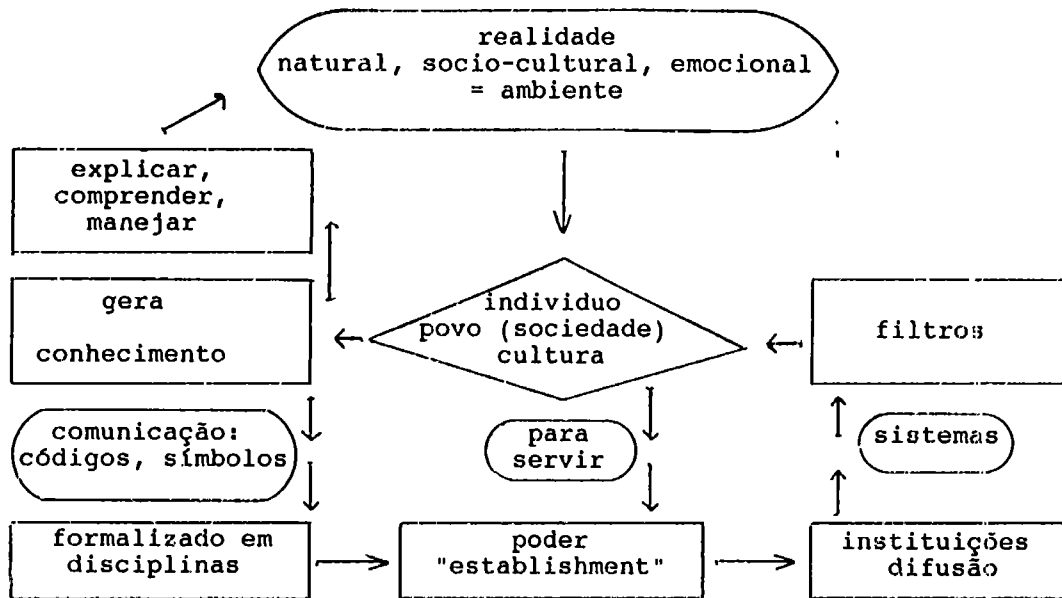 realidade
natural, socio-cultural, emocional
= ambiente
explicar,
comprender,
manejar
gera
conhecimento
individuo
povo (sociedade)
cultura
filtros
comunicação:
códigos, símbolos
para
servir
sistemas
formalizado em
disciplinas
poder
"establishment"
instituições
difusão